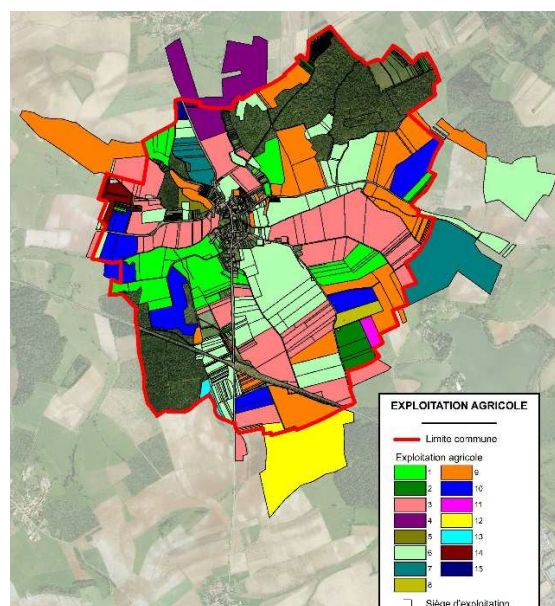 EXPLOITATION AGRICOLE
Limite commune
Exploitation agricole
1 9
2 10
3 11
4 12
5 13
6 14
7 15
8
Siège d'exploitation